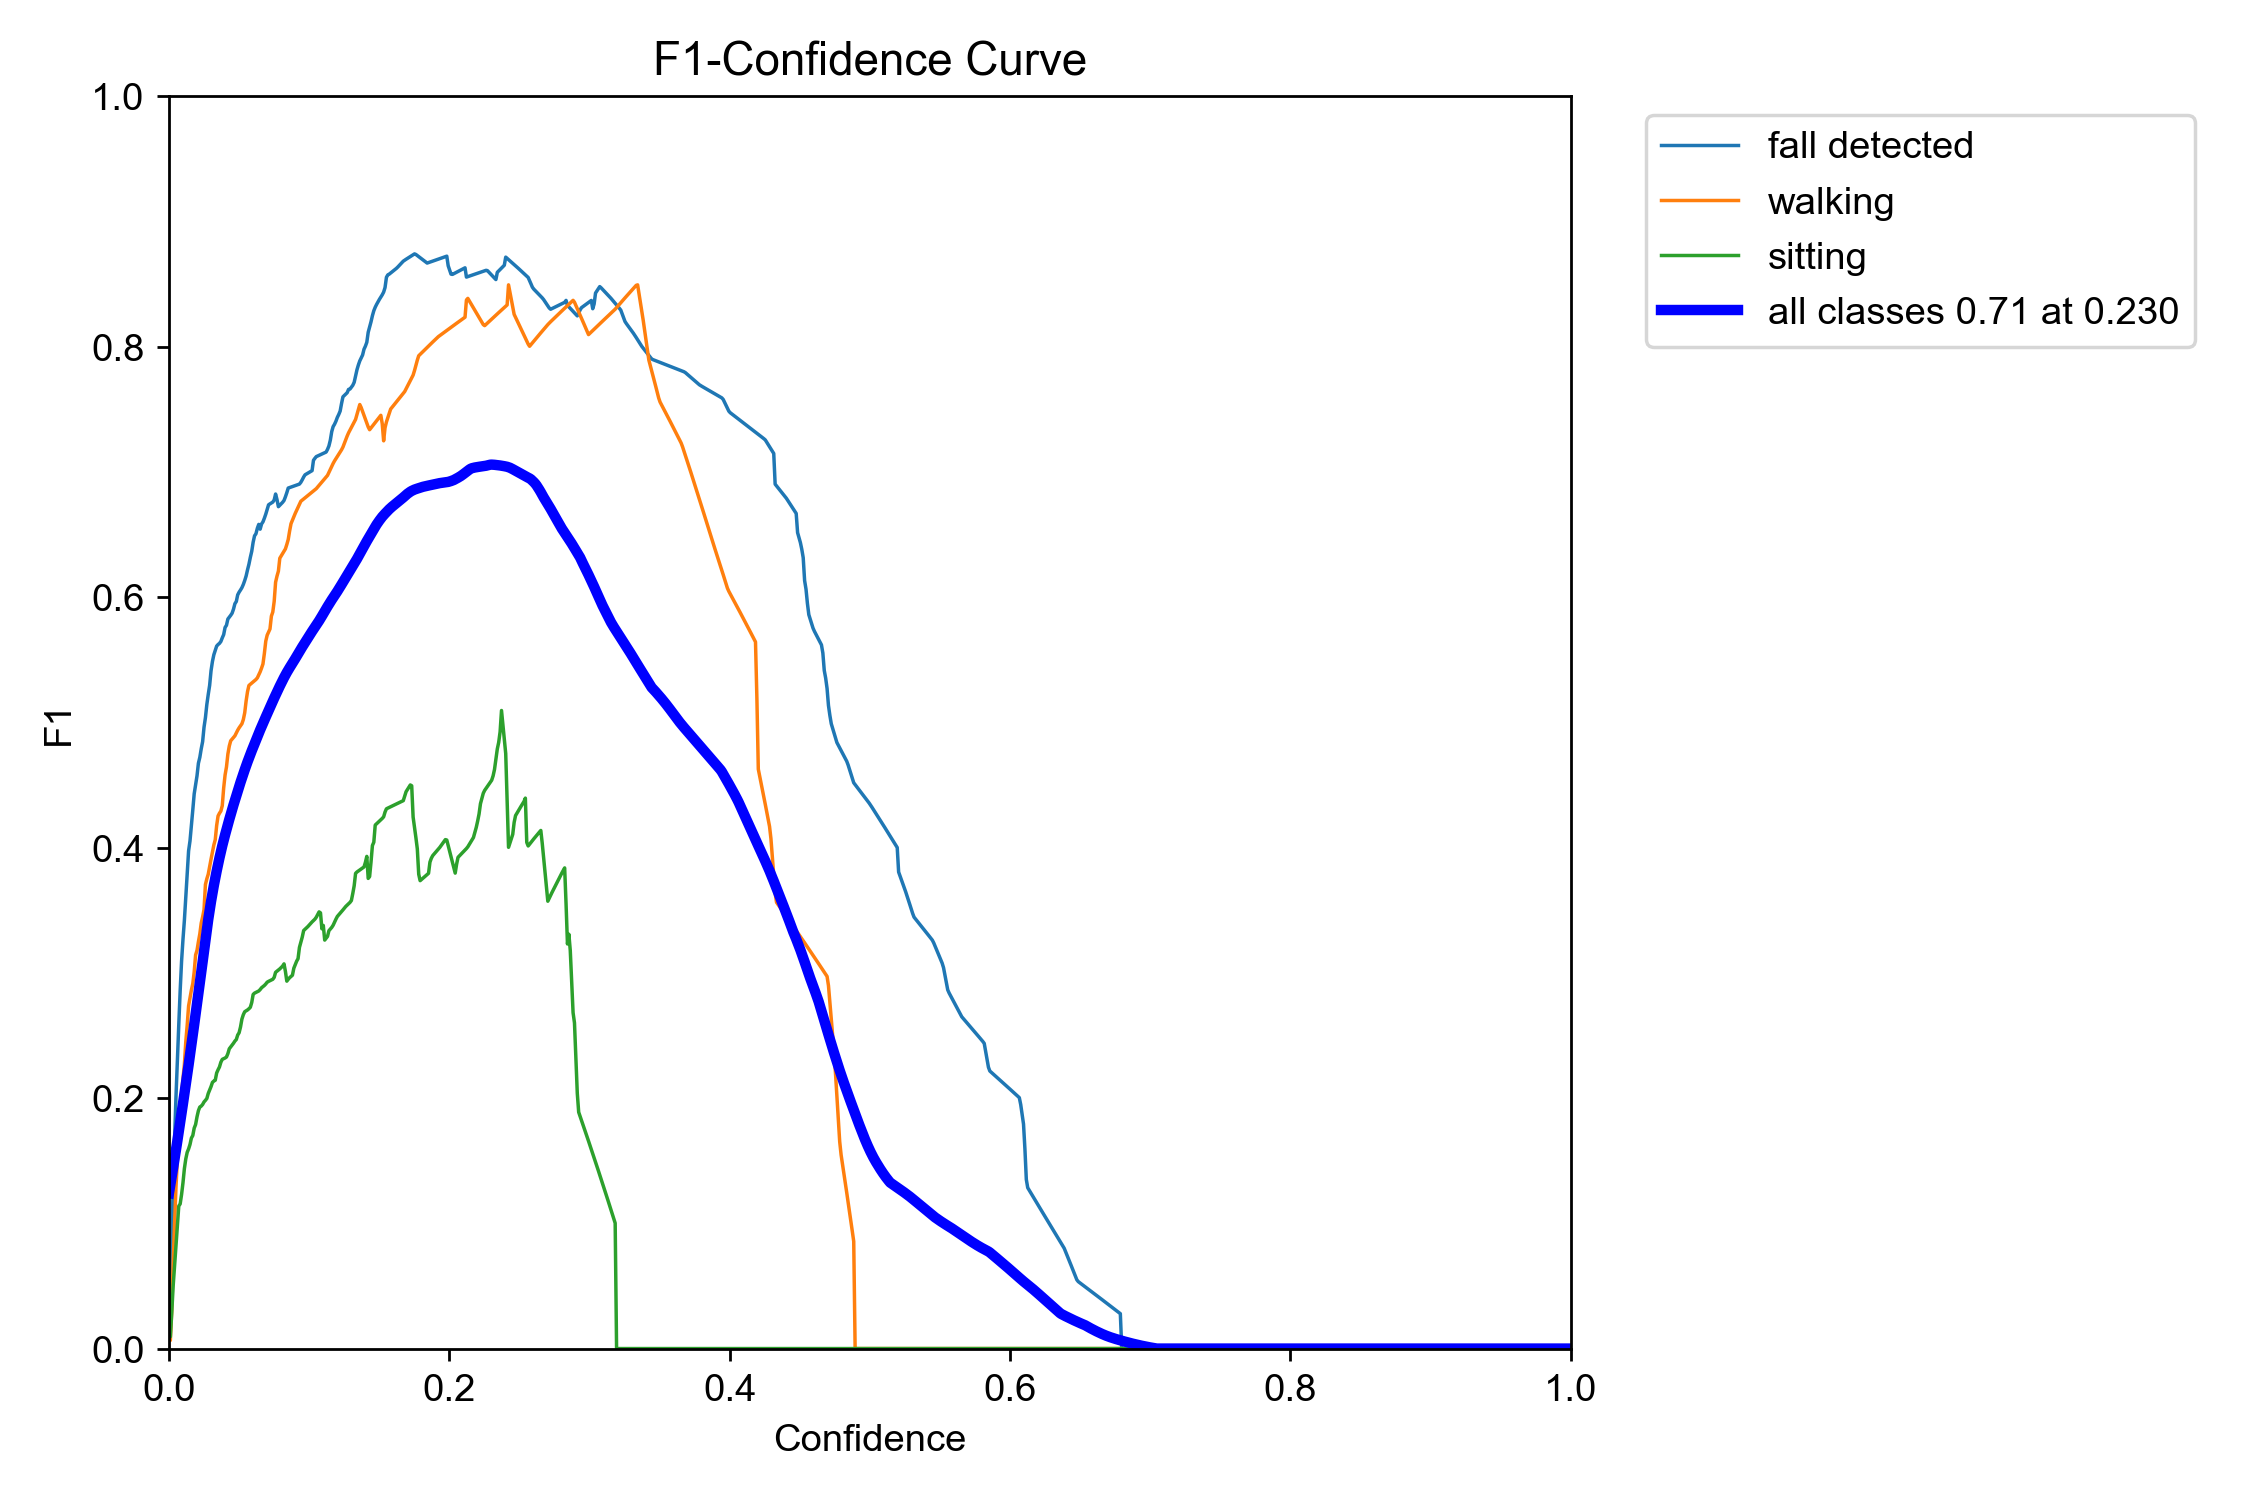 F1-Confidence Curve
1.0
0.8
0.6
0.4
0.2
0.0
F1
0.0 0.2 0.4 0.6 0.8 1.0
Confidence
fall detected
walking
sitting
all classes 0.71 at 0.230